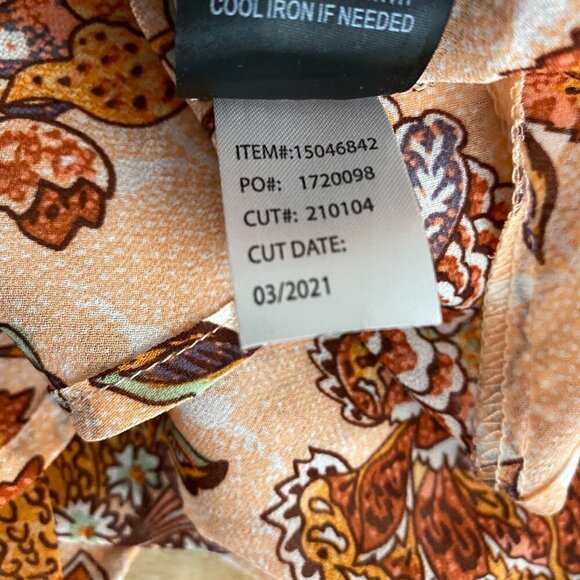 COOL IRON IF NEEDED
ITEM#:15046842
PO#: 1720098
CUT#: 210104
CUT DATE:
03/2021